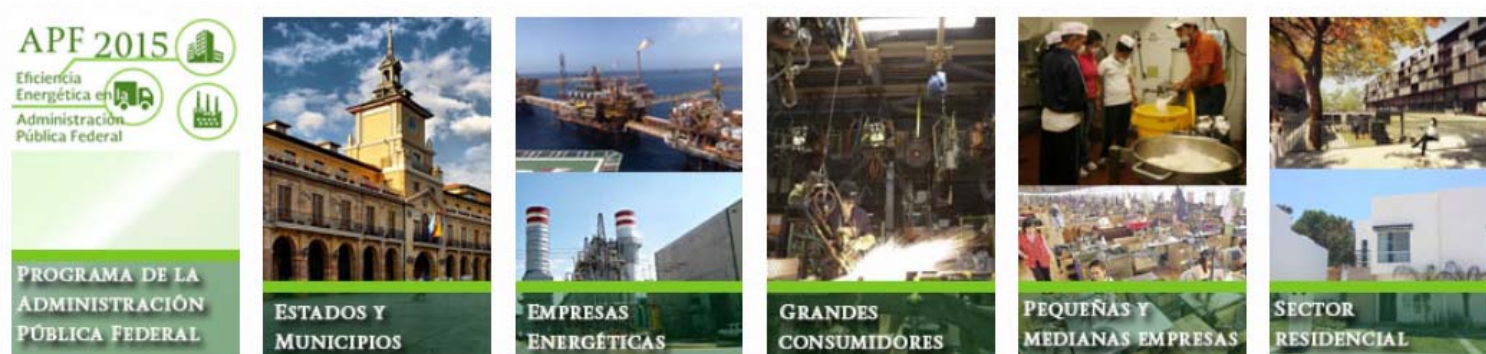 APF 2015
Eficiencia
Energética en la
Administración
Pública Federal
PROGRAMA DE LA
ADMINISTRACIÓN
PÚBLICA FEDERAL
ESTADOS Y
MUNICIPIOS
EMPRESAS
ENERGÉTICAS
GRANDES
CONSUMIDORES
PEQUEÑAS Y
MEDIANAS EMPRESAS
SECTOR
RESIDENCIAL